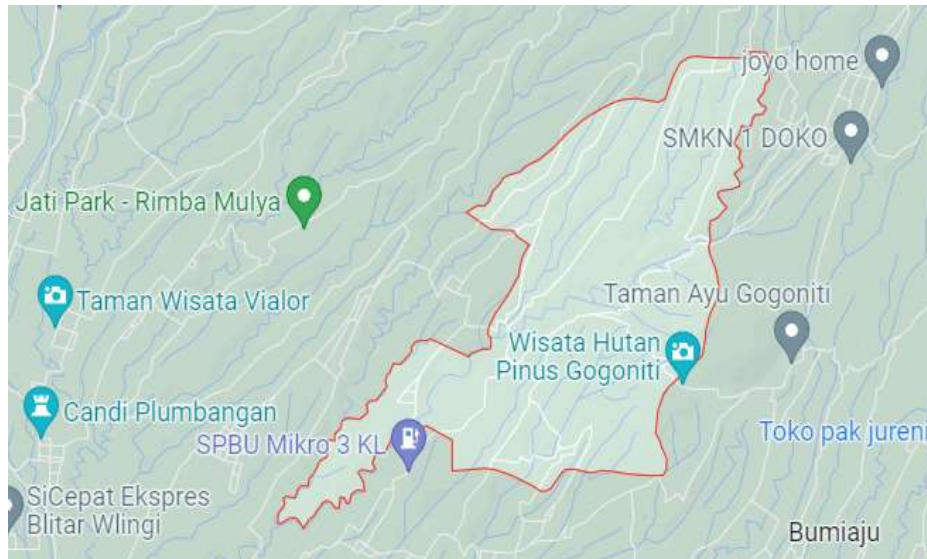 joyo home
SMKN 1 DOKO
Jati Park - Rimba Mulya
Taman Wisata Vialor
Taman Ayu Gogoniti
Wisata Hutan
Pinus Gogoniti
Candi Plumbangan
SPBU Mikro 3 KL
Toko pak jureni
SiCepat Ekspres
Blitar Wlingi
Bumiaju